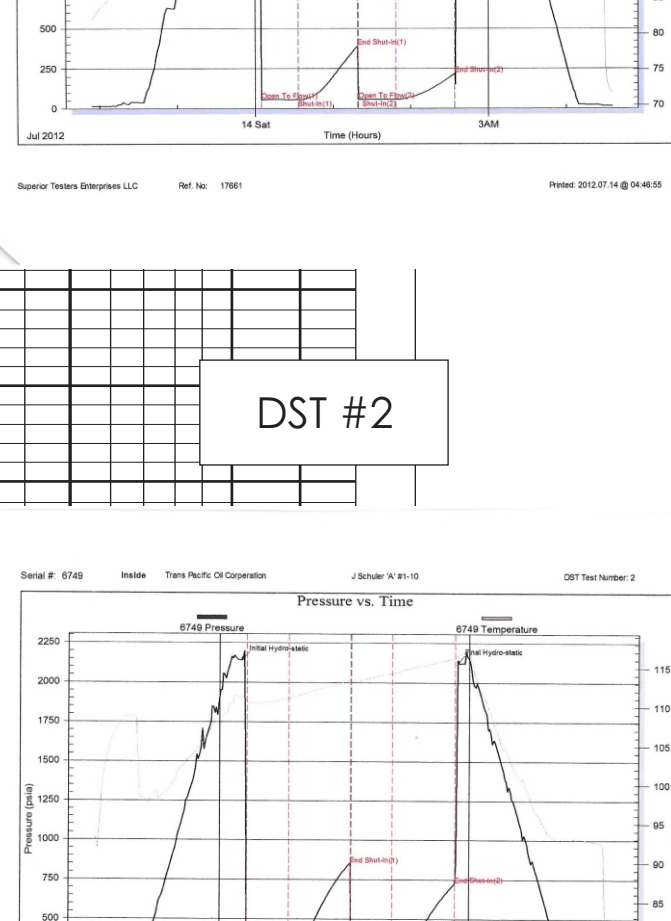 500
80
End Shut-In(1)
75
End Shut-In(2)
250
Open To Flow(1)
Open To Flow(2)
Shut-In(1)
Shut-In(2)
70
0
14 Sat
3AM
Jul 2012
Time (Hours)
Superior Testers Enterprises LLC Ref. No: 17661 Printed: 2012.07.14 @ 04:46:55
DST #2
Serial #: 6749 Inside Trans Pacific Oil Corperation J Schuler 'A' #1-10 DST Test Number: 2
Pressure vs. Time
6749 Pressure
6749 Temperature
2250
Initial Hydro-static
Final Hydro-static
115
2000
110
1750
105
1500
100
1250
95
Pressure (psia)
1000
End Shut-In(1)
90
750
End Shut-In(2)
85
500